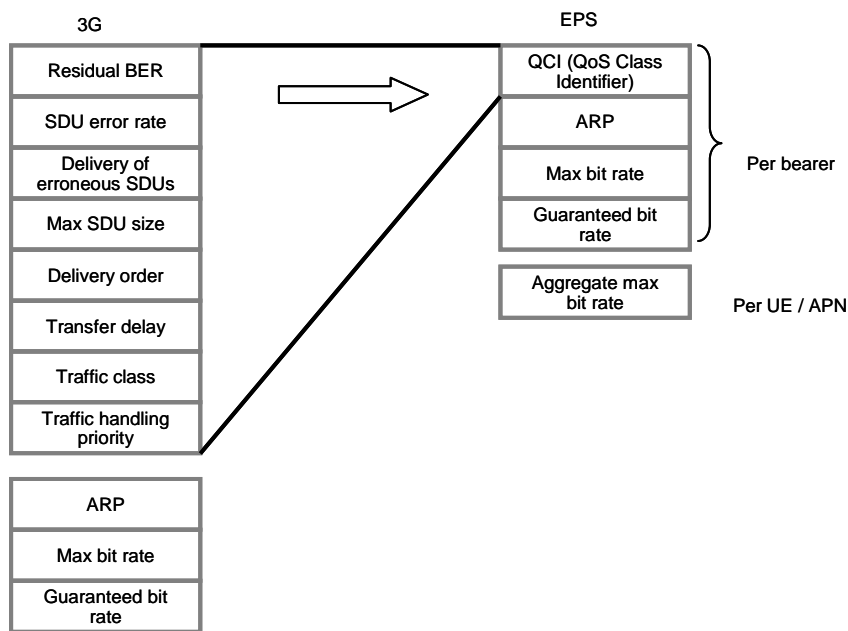 3G
Residual BER
SDU error rate
Delivery of
erroneous SDUs
Max SDU size
Delivery order
Transfer delay
Traffic class
Traffic handling
priority
ARP
Max bit rate
Guaranteed bit
rate
EPS
QCI (QoS Class
Identifier)
ARP
Max bit rate
Guaranteed bit
rate
Per bearer
Aggregate max
bit rate
Per UE / APN